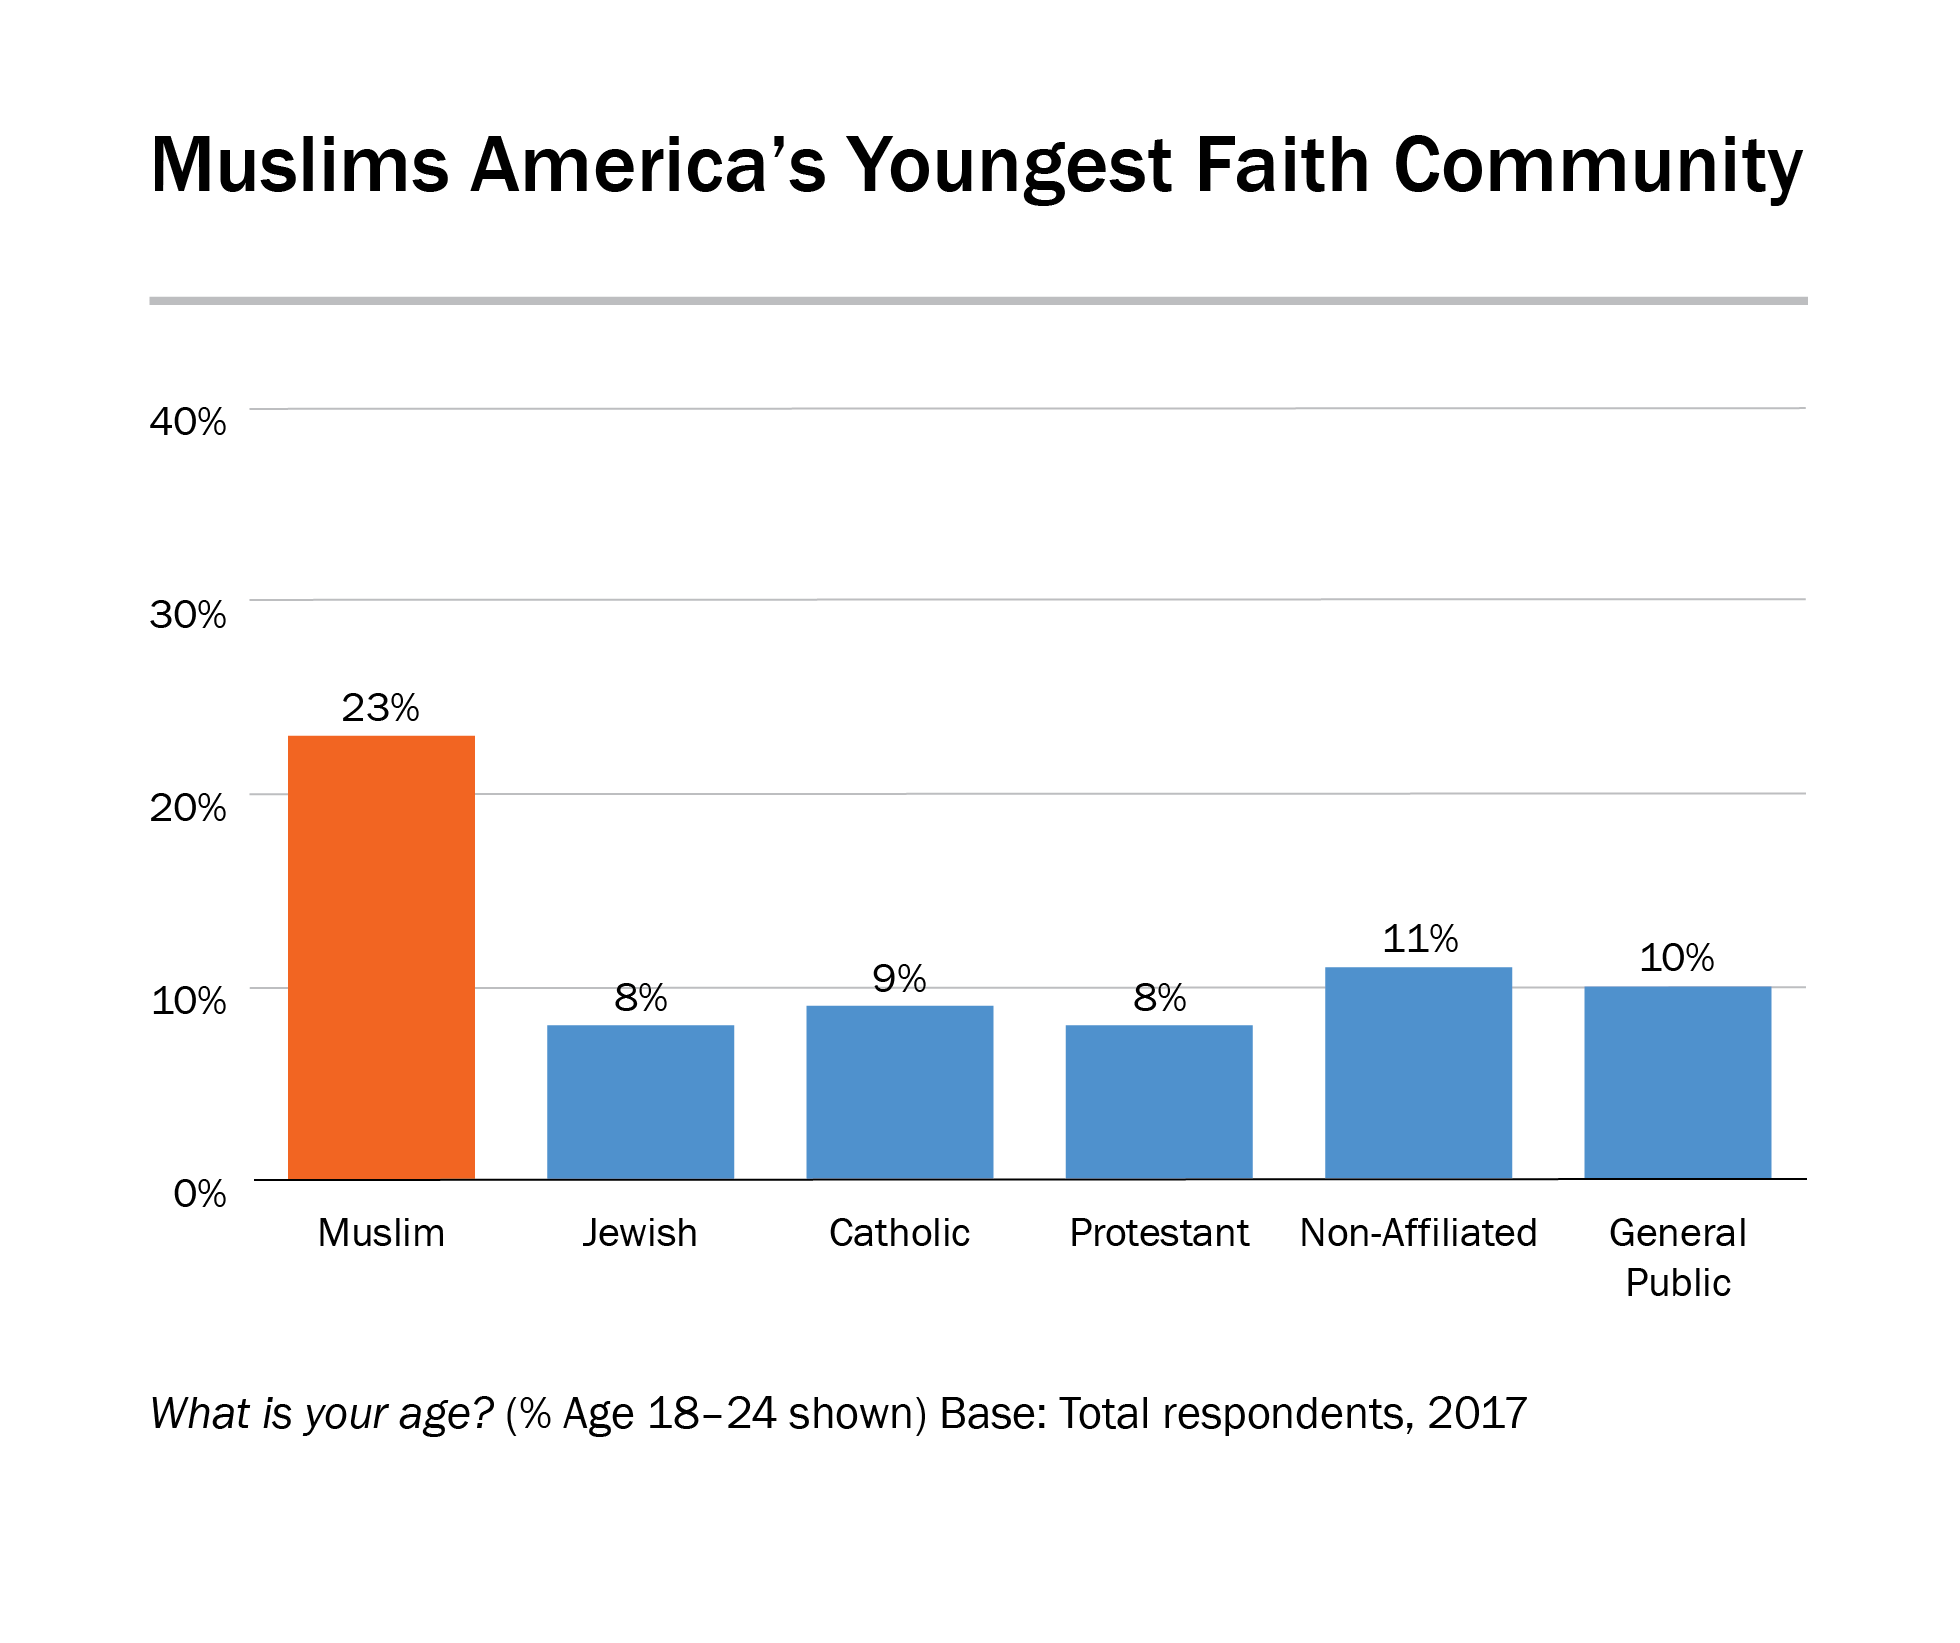 Muslims America’s Youngest Faith Community
40%
30%
23%
20%
11%
10%
9%
8%
8%
10%
0%
Muslim
Jewish
Catholic
Protestant
Non-Affiliated
General
Public
What is your age? (% Age 18–24 shown) Base: Total respondents, 2017